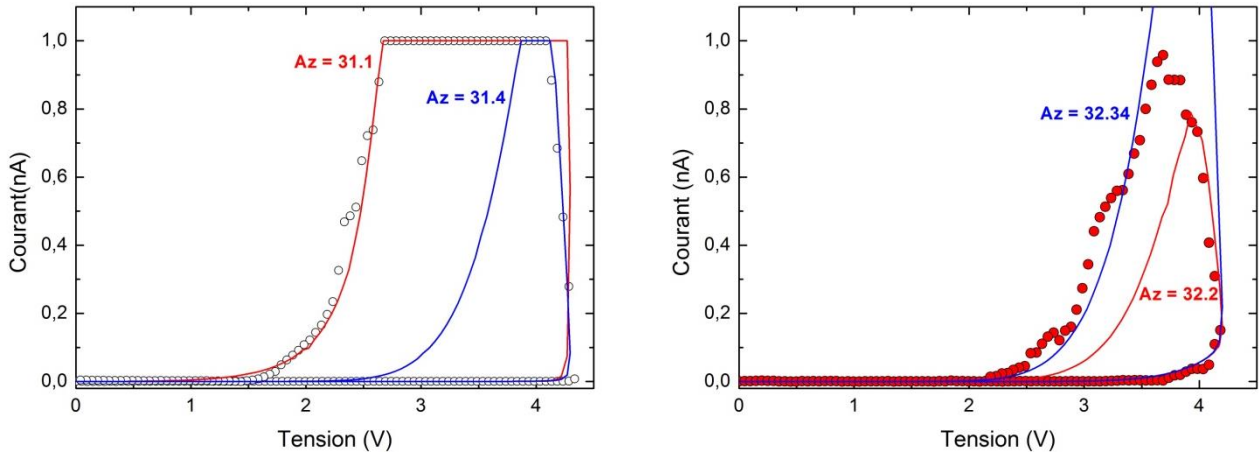 1,0
0,8
0,6
0,4
0,2
0,0
Courant(nA)
Az = 31.1
Az = 31.4
0 1 2 3 4
Tension (V)
1,0
0,8
0,6
0,4
0,2
0,0
Courant (nA)
Az = 32.34
Az = 32.2
0 1 2 3 4
Tension (V)